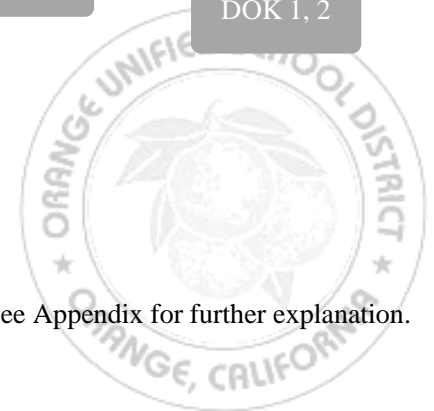 DOK 1, 2
ORANGE UNIFIED SCHOOL DISTRICT
ee Appendix for further explanation.
ORANGE, CALIFORNIA